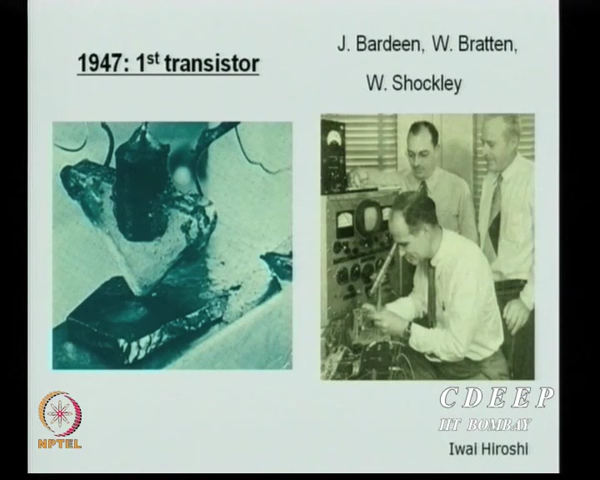 1947: 1st transistor
J. Bardeen, W. Bratten,
W. Shockley
NPTEL
CDEEP
IIT BOMBAY
Iwai Hiroshi